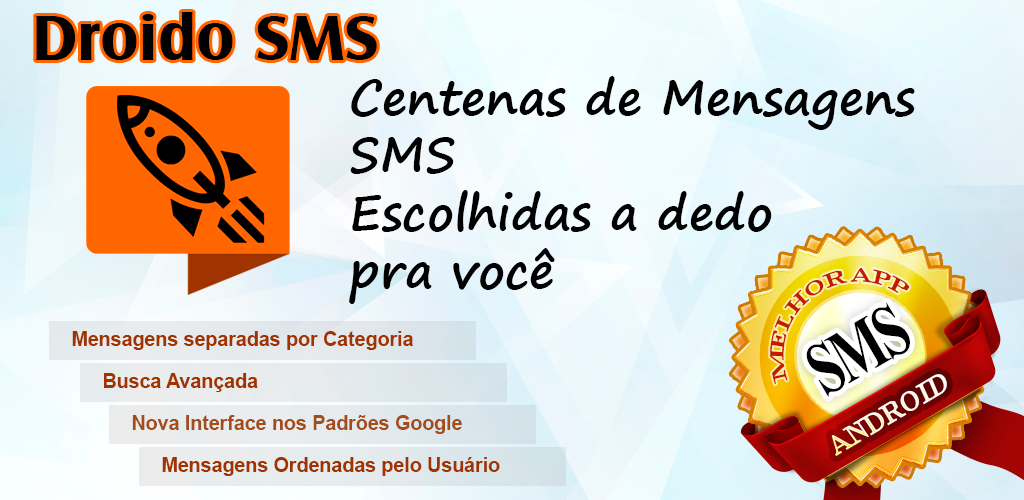 Droido SMS
Centenas de Mensagens
SMS
Escolhidas a dedo
pra você
Mensagens separadas por Categoria
Busca Avançada
Nova Interface nos Padrões Google
Mensagens Ordenadas pelo Usuário
MELHOR APP
SMS
ANDROID